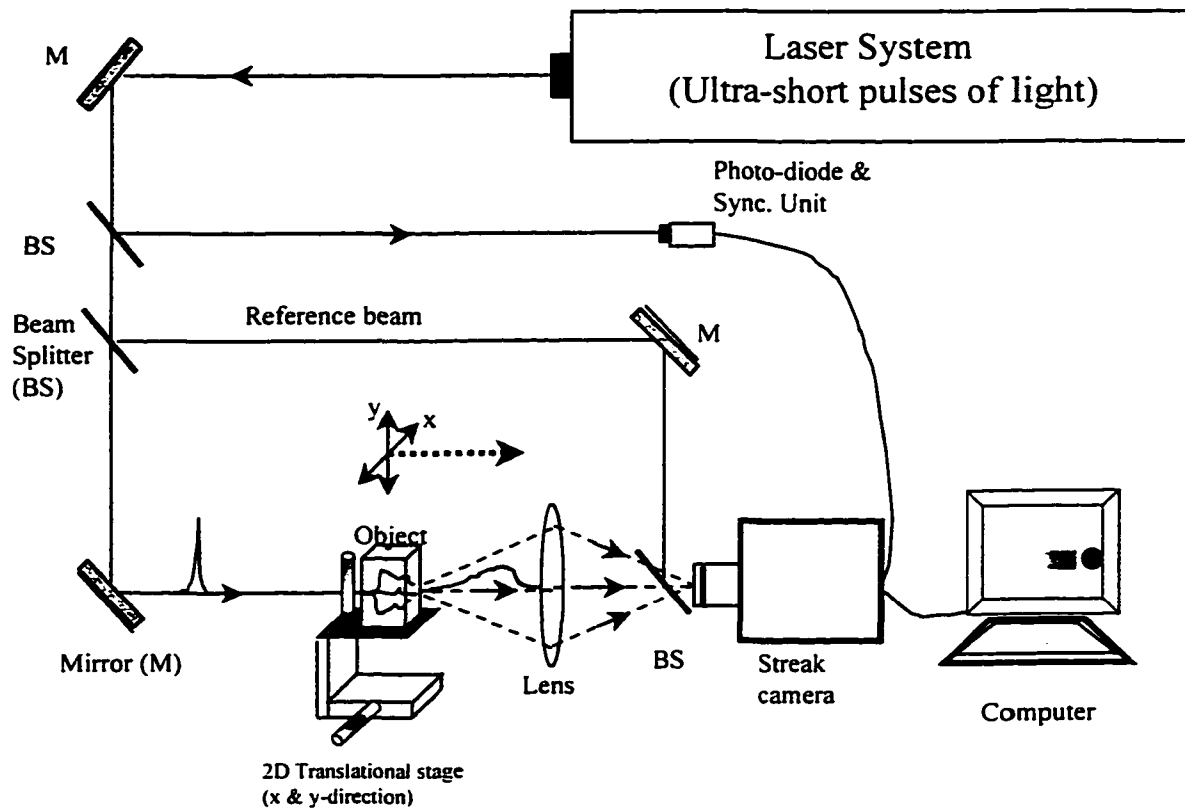 Laser System
(Ultra-short pulses of light)
M
Photo-diode &
Sync. Unit
BS
Beam
Splitter
(BS)
Reference beam
M
y
x
Object
Mirror (M)
Lens
BS
Streak
camera
Computer
2D Translational stage
(x & y-direction)